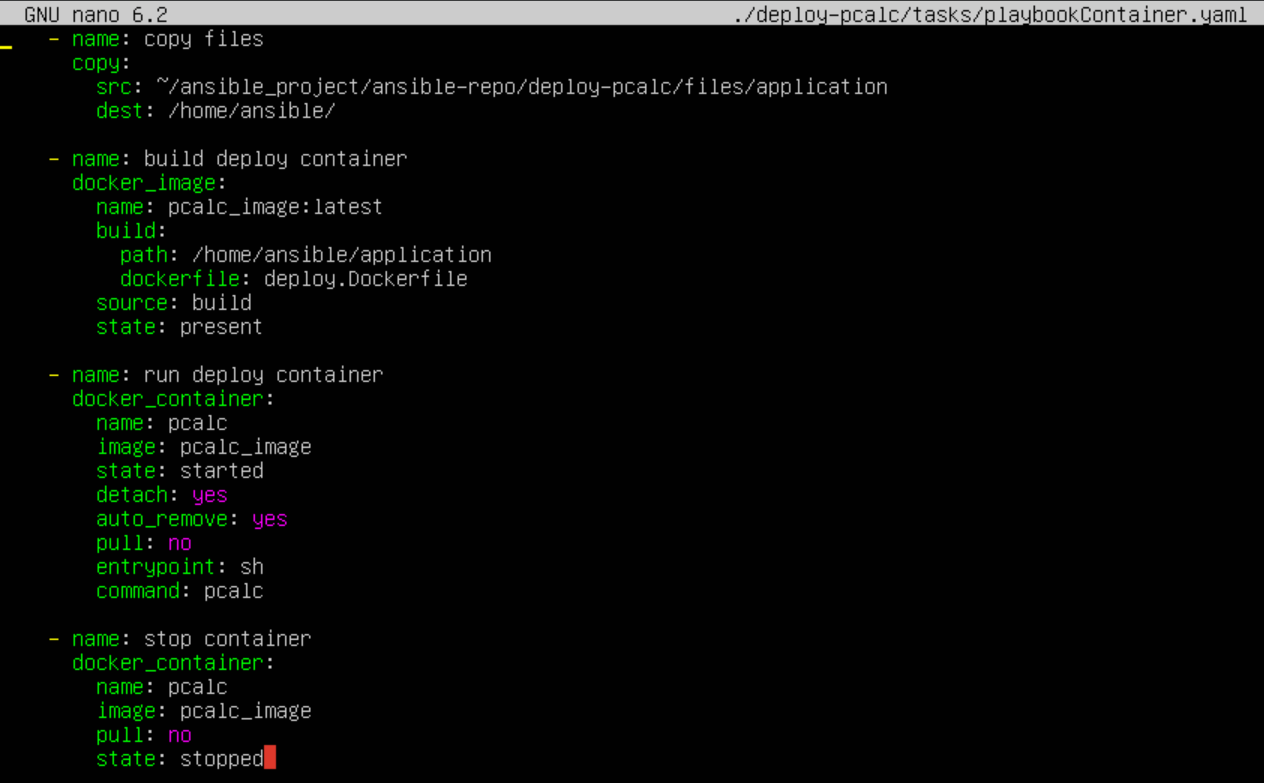 GNU nano 6.2 ./deploy-pcalc/tasks/playbookContainer.yaml
- name: copy files
copy:
src: ~/ansible_project/ansible-repo/deploy-pcalc/files/application
dest: /home/ansible/
- name: build deploy container
docker_image:
name: pcalc_image:latest
build:
path: /home/ansible/application
dockerfile: deploy.Dockerfile
source: build
state: present
- name: run deploy container
docker_container:
name: pcalc
image: pcalc_image
state: started
detach: yes
auto_remove: yes
pull: no
entrypoint: sh
command: pcalc
- name: stop container
docker_container:
name: pcalc
image: pcalc_image
pull: no
state: stopped